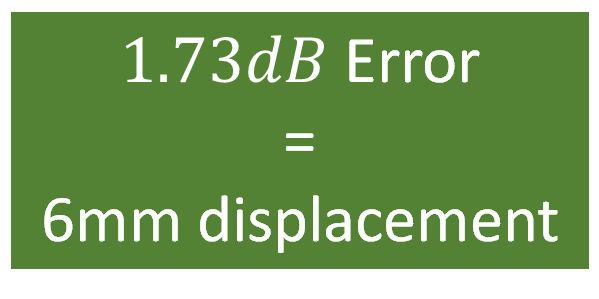 1.73dB Error
=
6mm displacement